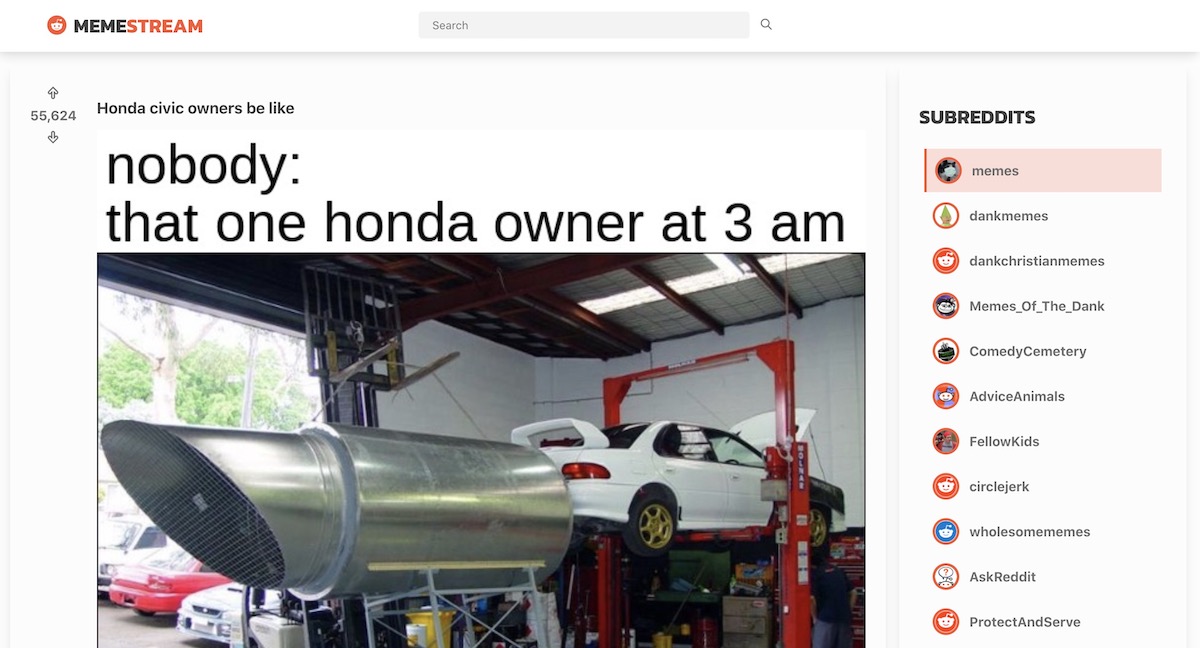 MEMESTREAM
Search
55,624
Honda civic owners be like
nobody:
that one honda owner at 3 am
MOLNAR
SUBREDDITS
memes
dankmemes
dankchristianmemes
Memes_Of_The_Dank
ComedyCemetery
AdviceAnimals
FellowKids
circlejerk
wholesomememes
AskReddit
ProtectAndServe